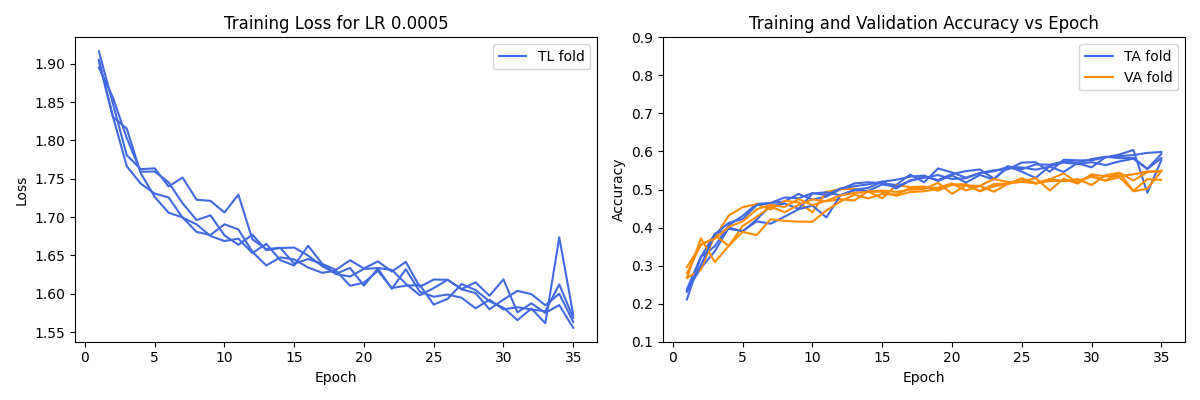 Training Loss for LR 0.0005
TL fold
1.90
1.85
1.80
1.75
1.70
1.65
1.60
1.55
Loss
0 5 10 15 20 25 30 35
Epoch
Training and Validation Accuracy vs Epoch
TA fold
VA fold
0.9
0.8
0.7
0.6
0.5
0.4
0.3
0.2
0.1
Accuracy
0 5 10 15 20 25 30 35
Epoch